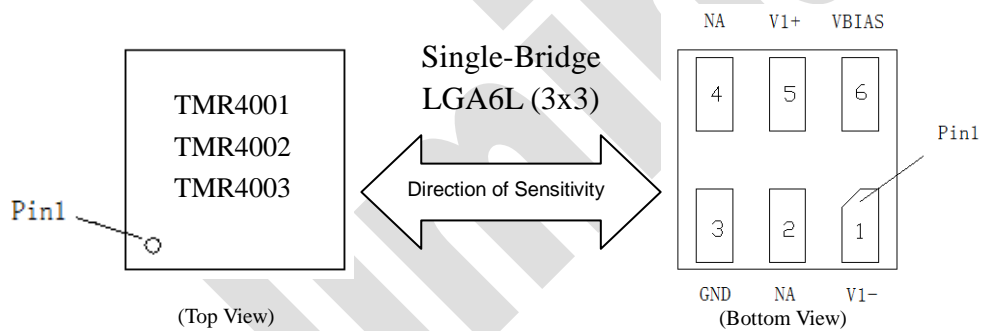 NA V1+ VBIAS
Single-Bridge
LGA6L (3x3)
TMR4001
TMR4002
TMR4003
4 5 6
Pin1
Direction of Sensitivity
Pin1
3 2 1
GND NA V1-
(Top View)
(Bottom View)